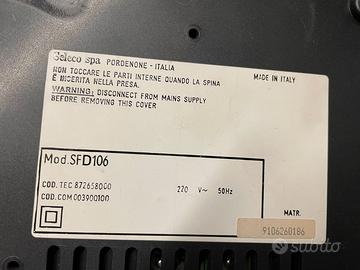 Seleco spa PORDENONE - ITALIA
NON TOCCARE LE PARTI INTERNE QUANDO LA SPINA
È INSERITA NELLA PRESA.
MADE IN ITALY
WARNING: DISCONNECT FROM MAINS SUPPLY
BEFORE REMOVING THIS COVER
Mod.SFD106
COD. TEC 872658000
270 V~ 50Hz
COD. COM 003900100
MATR.
9106260186
subito